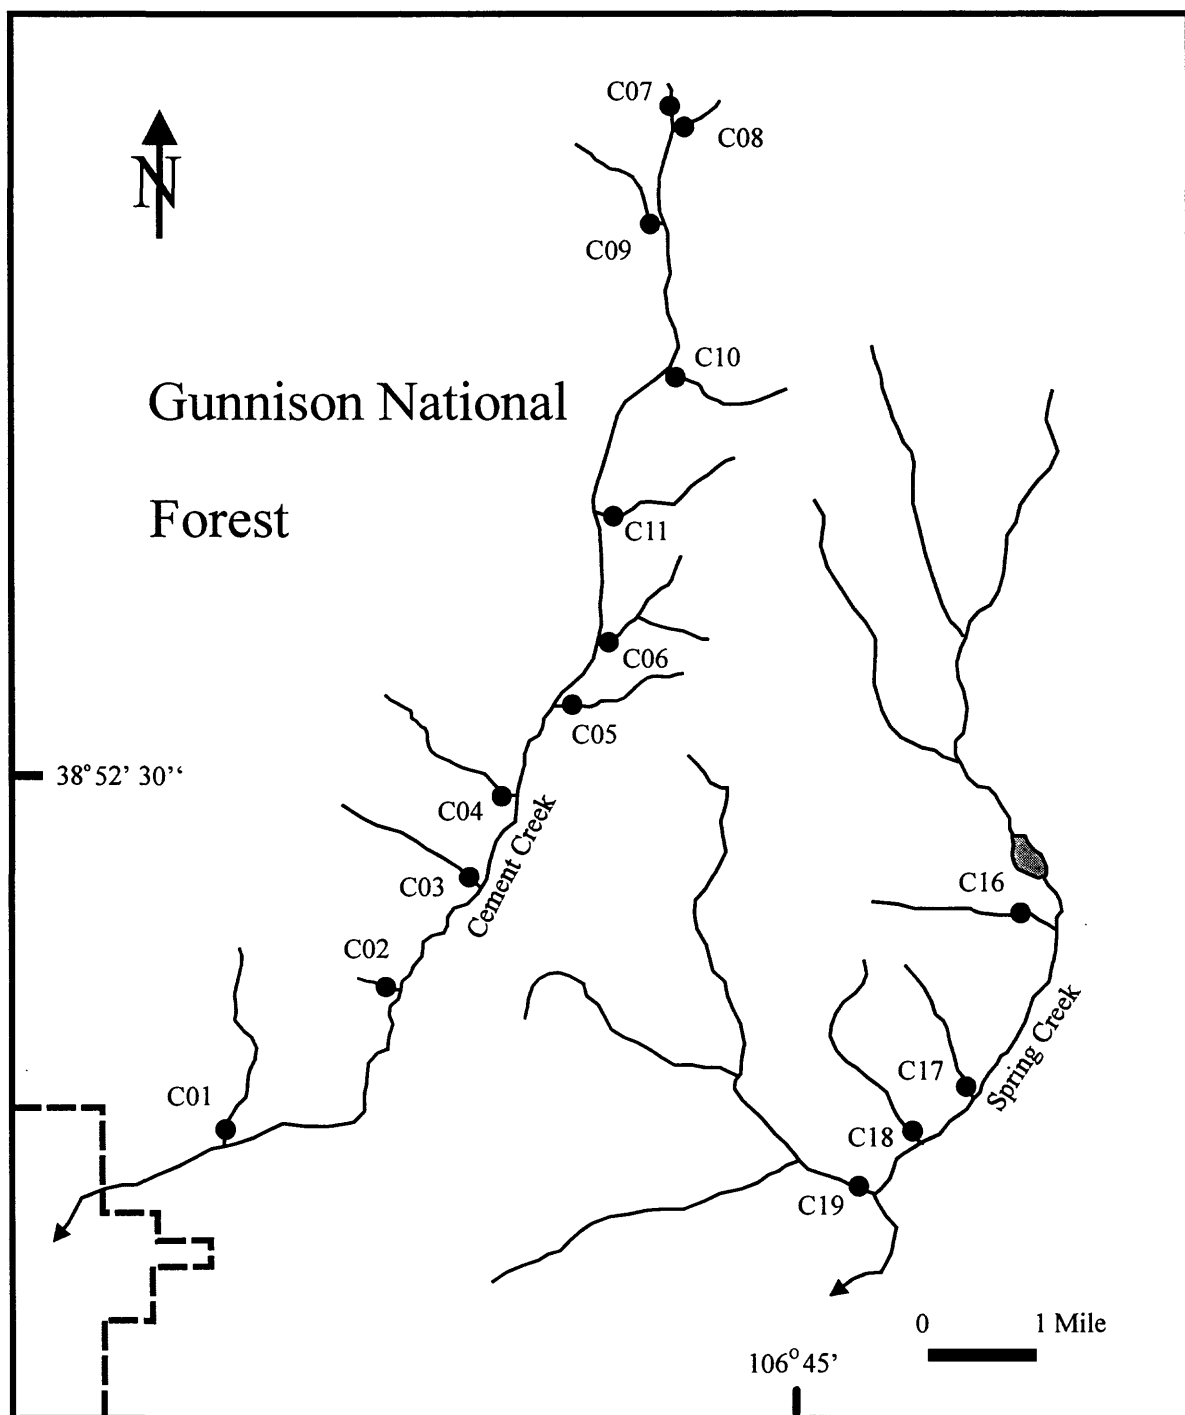 C07
C08
N
C09
C10
Gunnison National
Forest
C11
C06
C05
38°52' 30"
C04
Cement Creek
C03
C16
C02
Spring Creek
C17
C01
C18
C19
0 1 Mile
106°45'